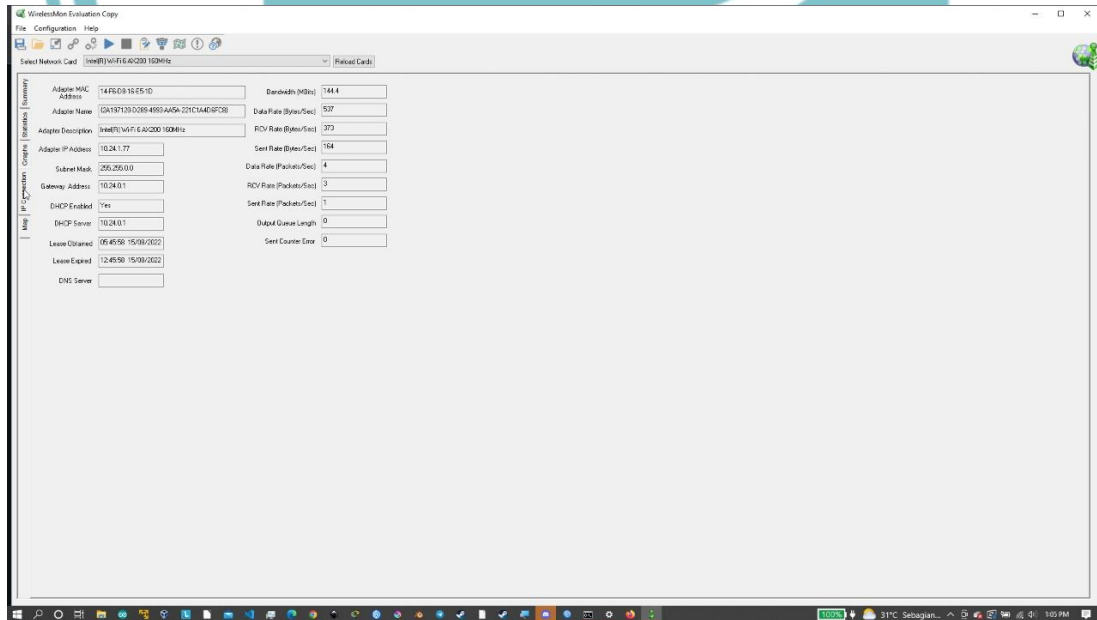 WirelessMon Evaluation Copy
File Configuration Help
Select Network Card Intel(R) Wi-Fi 6 AX200 160MHz Reload Cards
Summary
Statistics
Graphs
IP Connection
Map
Adapter MAC Address 14-F6-D8-16-E5-1D
Adapter Name
Adapter Description Intel(R) Wi-Fi 6 AX200 160MHz
Adapter IP Address 10.24.1.77
Subnet Mask 255.255.0.0
Gateway Address 10.24.0.1
DHCP Enabled Yes
DHCP Server 10.24.0.1
Lease Obtained 05:45:58 15/08/2022
Lease Expired 12:45:58 15/08/2022
DNS Server
Bandwidth (MBits) 144.4
Data Rate (Bytes/Sec) 537
RCV Rate (Bytes/Sec) 373
Sent Rate (Bytes/Sec) 164
Data Rate (Packets/Sec) 4
RCV Rate (Packets/Sec) 3
Sent Rate (Packets/Sec) 1
Output Queue Length 0
Sent Counter Error 0
100% 31°C Sebagian... 1:05 PM